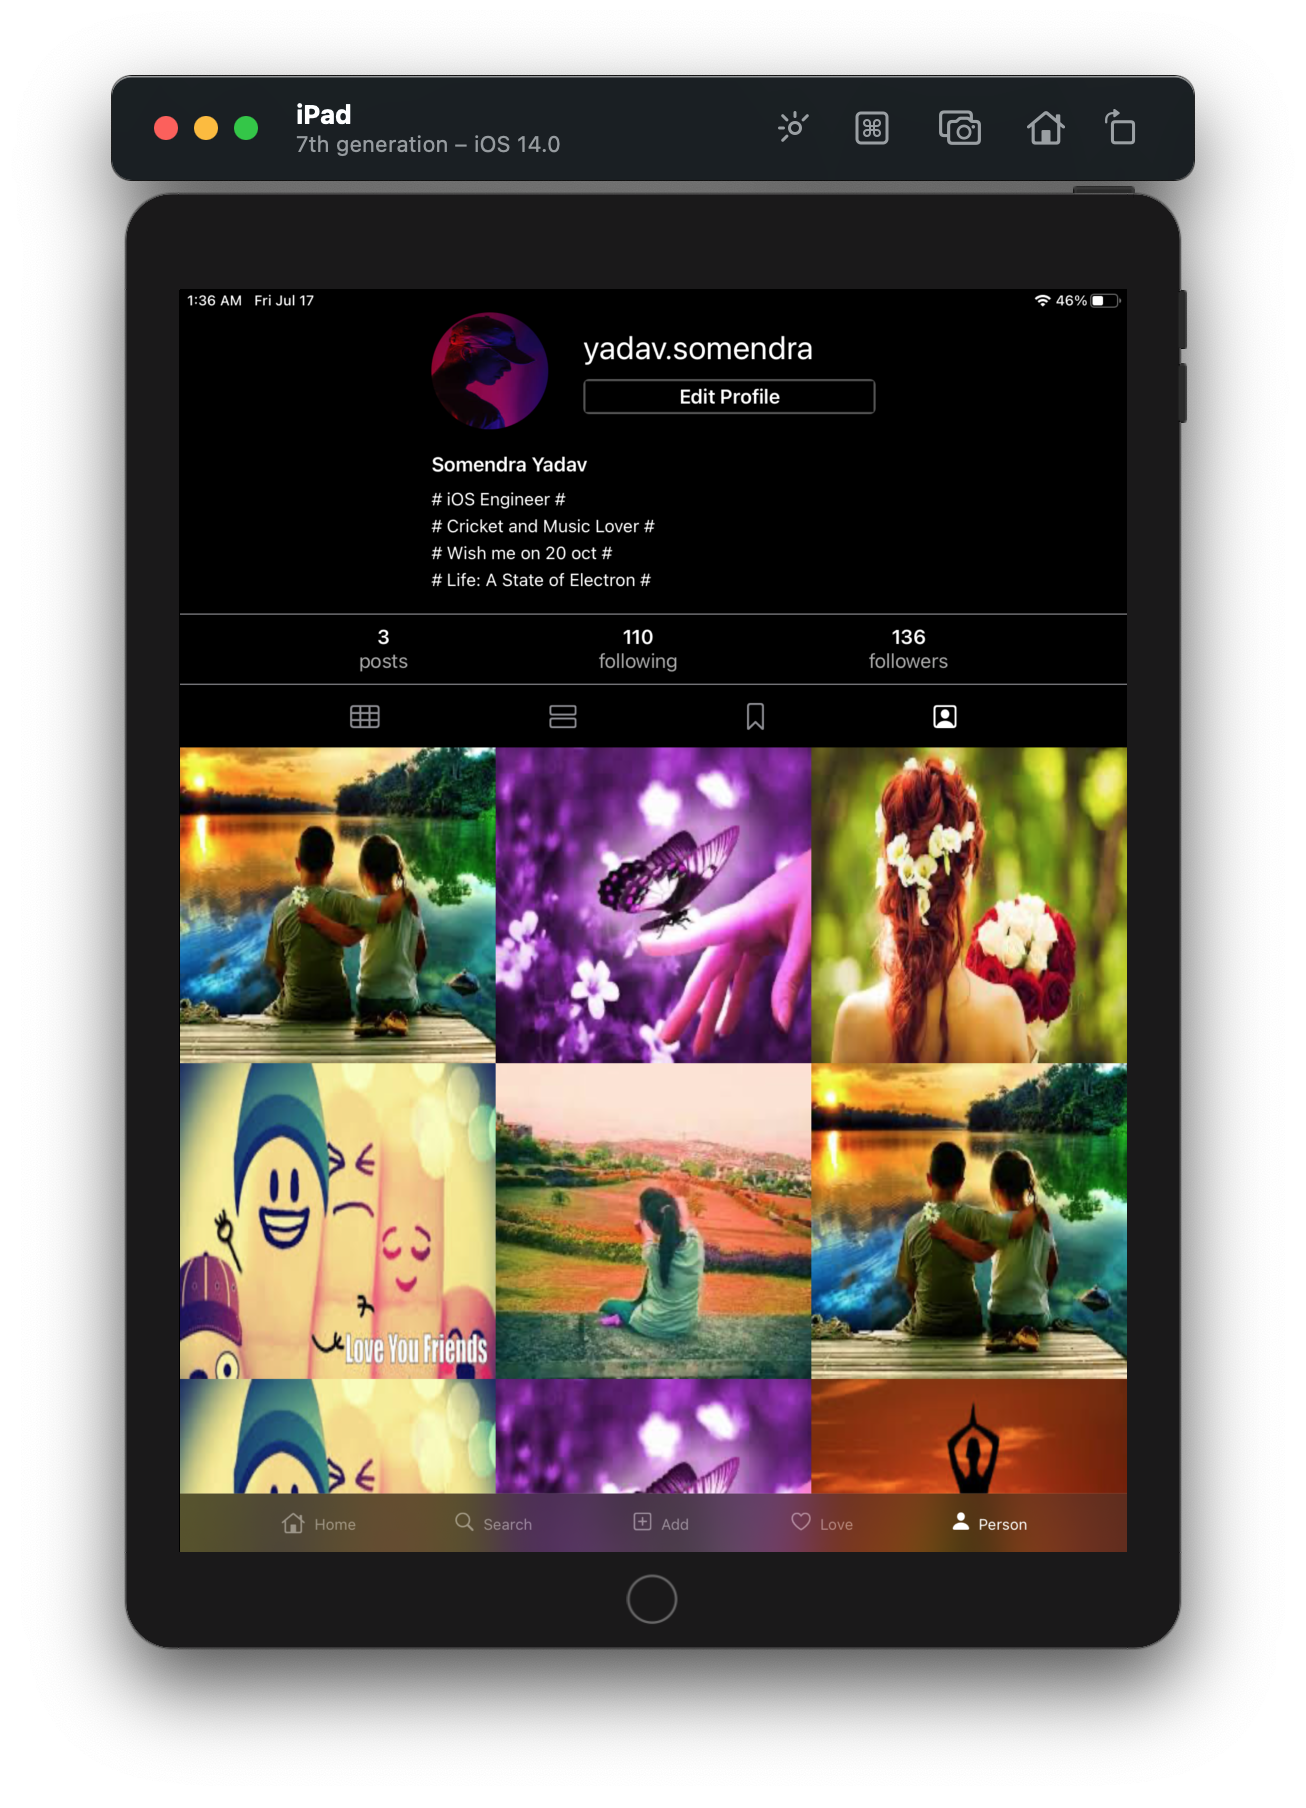 iPad
7th generation – iOS 14.0
1:36 AM Fri Jul 17
46%
yadav.somendra
Edit Profile
Somendra Yadav
# iOS Engineer #
# Cricket and Music Lover #
# Wish me on 20 oct #
# Life: A State of Electron #
3 110 136
posts following followers
Love You Friends
Home Search Add Love Person